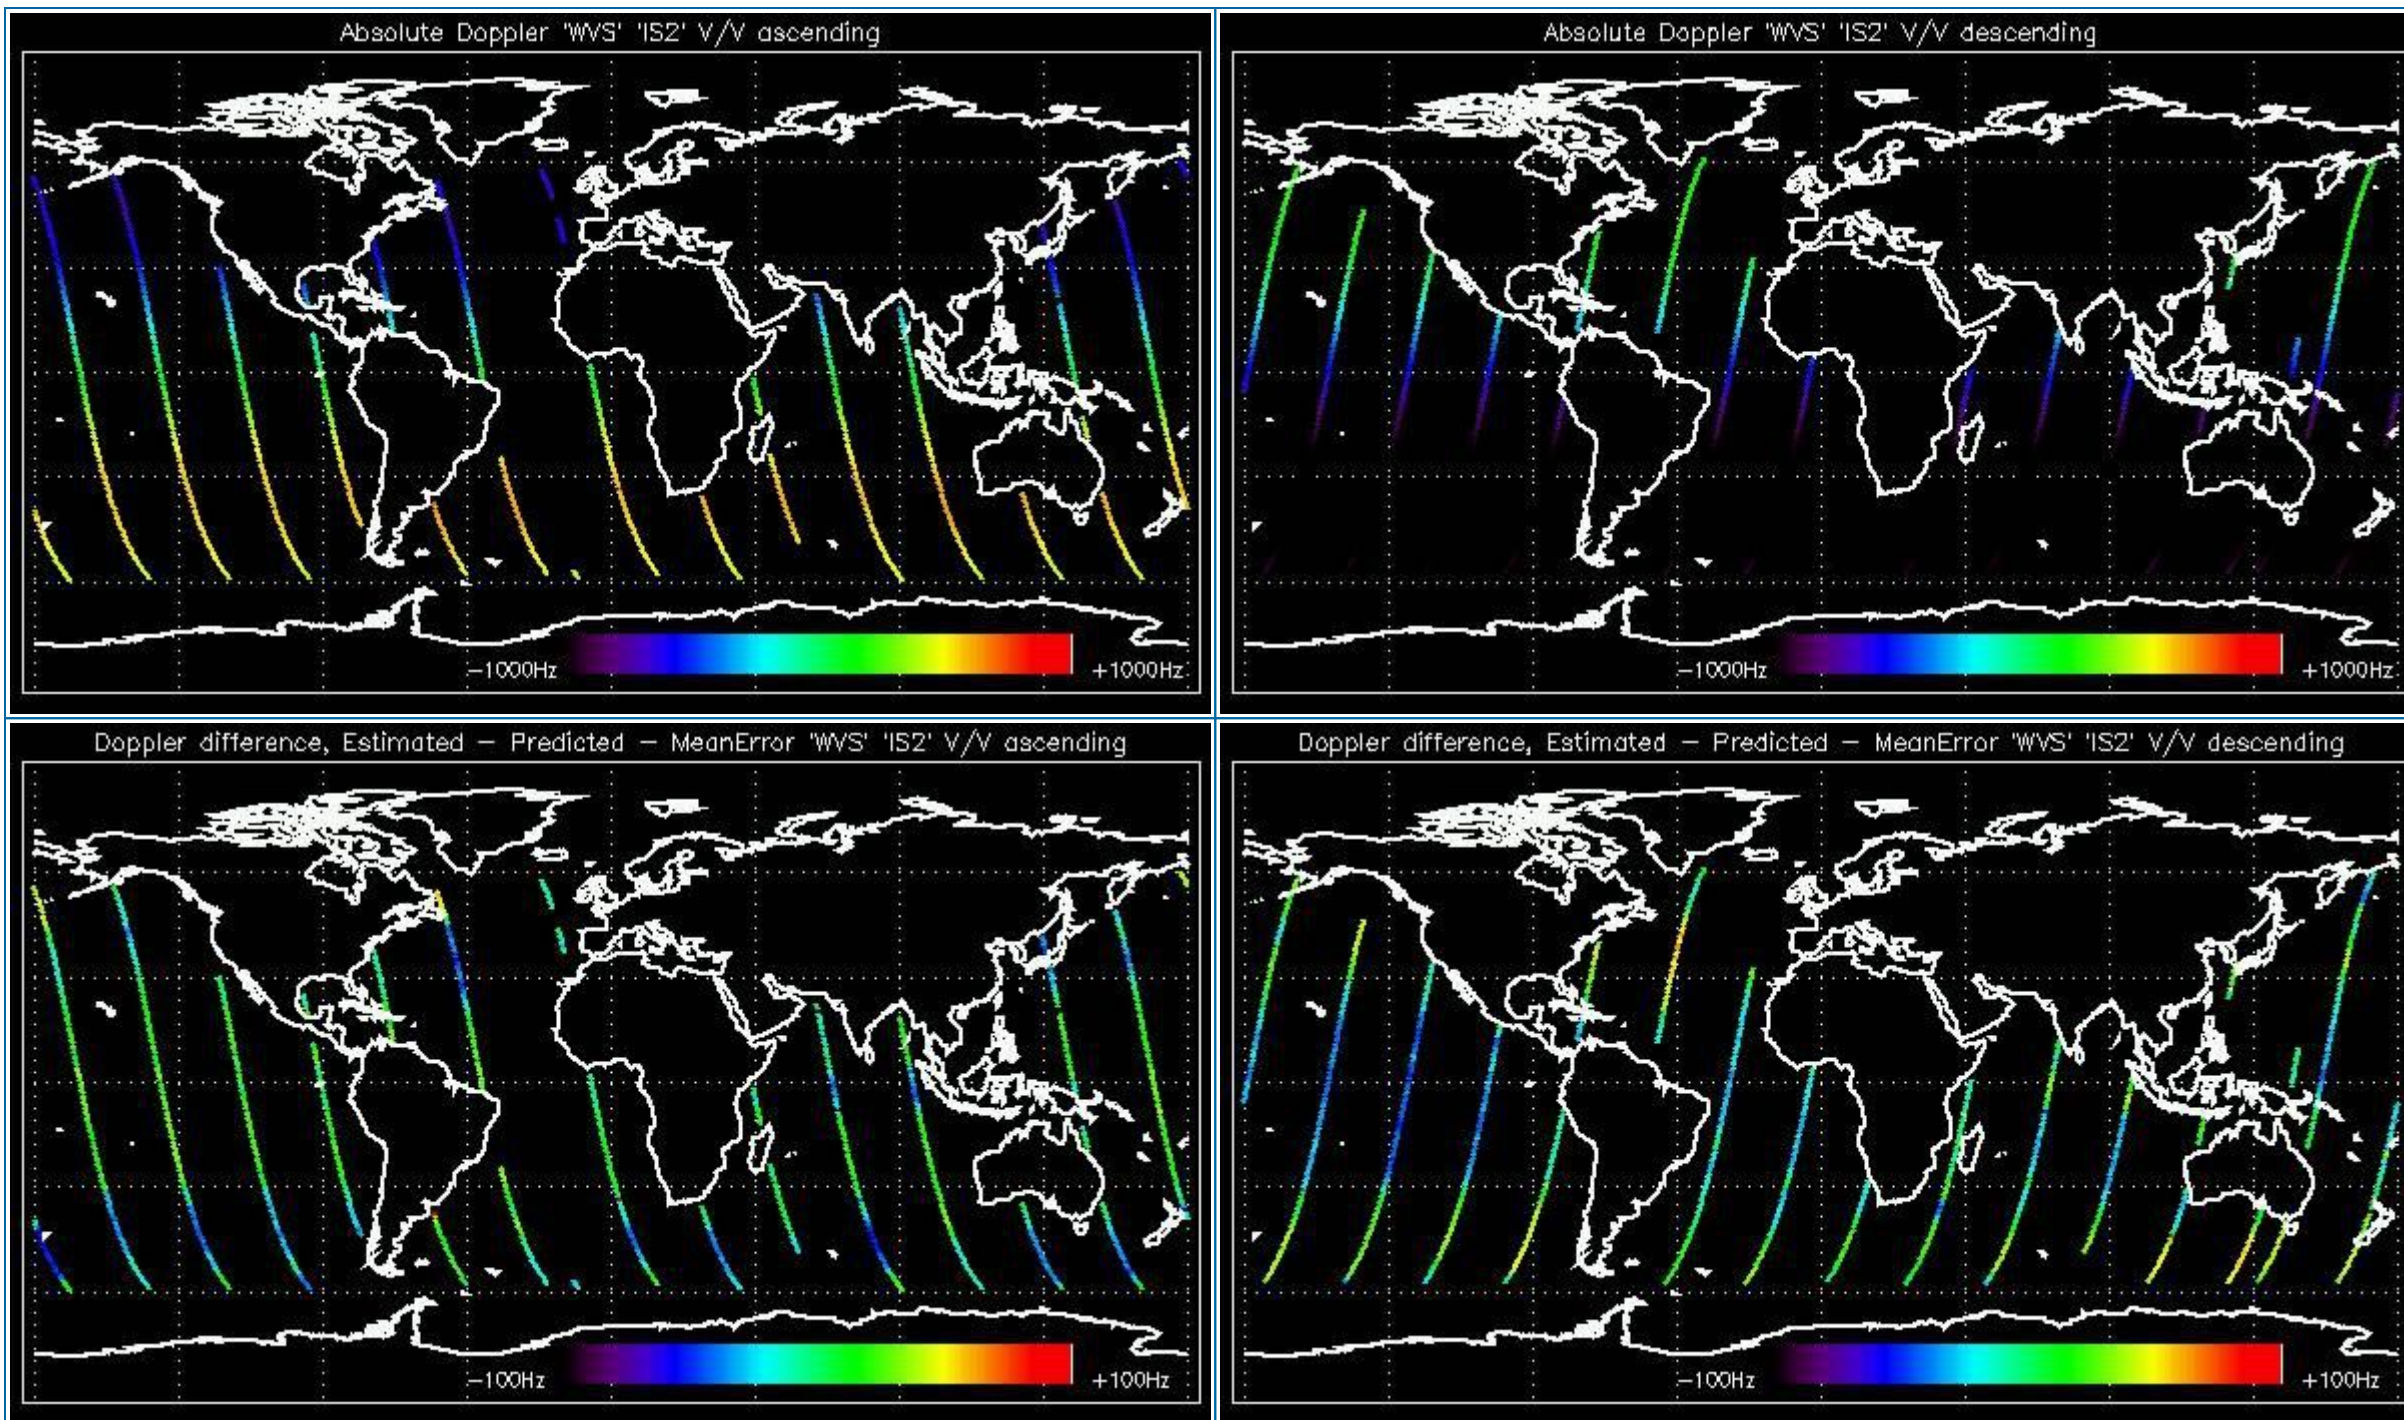 Absolute Doppler 'WVS' 'IS2' V/V ascending
-1000Hz
+1000Hz
Absolute Doppler 'WVS' 'IS2' V/V descending
-1000Hz
+1000Hz
Doppler difference, Estimated - Predicted - MeanError 'WVS' 'IS2' V/V ascending
-100Hz
+100Hz
Doppler difference, Estimated - Predicted - MeanError 'WVS' 'IS2' V/V descending
-100Hz
+100Hz